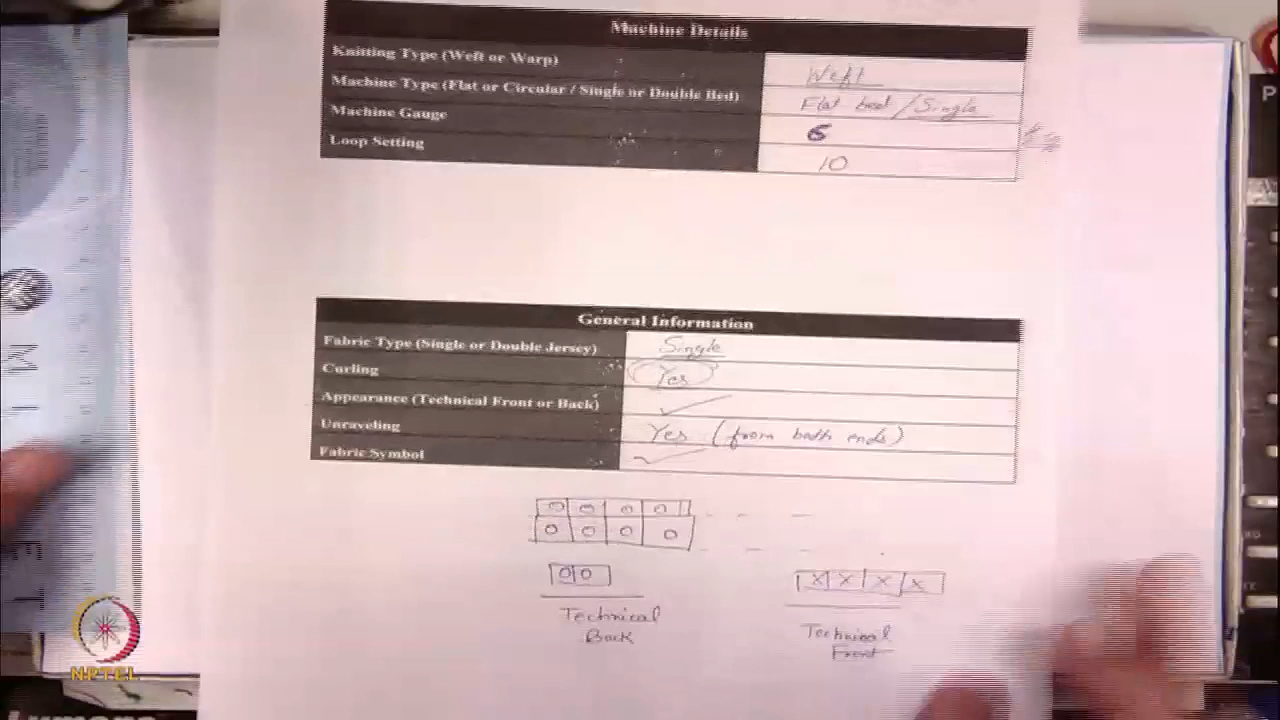 Machine Details
Knitting Type (Weft or Warp) Weft
Machine Type (Flat or Circular / Single or Double Bed) Flat bed / Single
Machine Gauge 6
Loop Setting 10
General Information
Fabric Type (Single or Double Jersey) Single
Curling Yes
Appearance (Technical Front or Back)
Unraveling Yes (from both ends)
Fabric Symbol
O O O O
O O O O
O O
X X X X
Technical Back
Technical Front
NPTEL